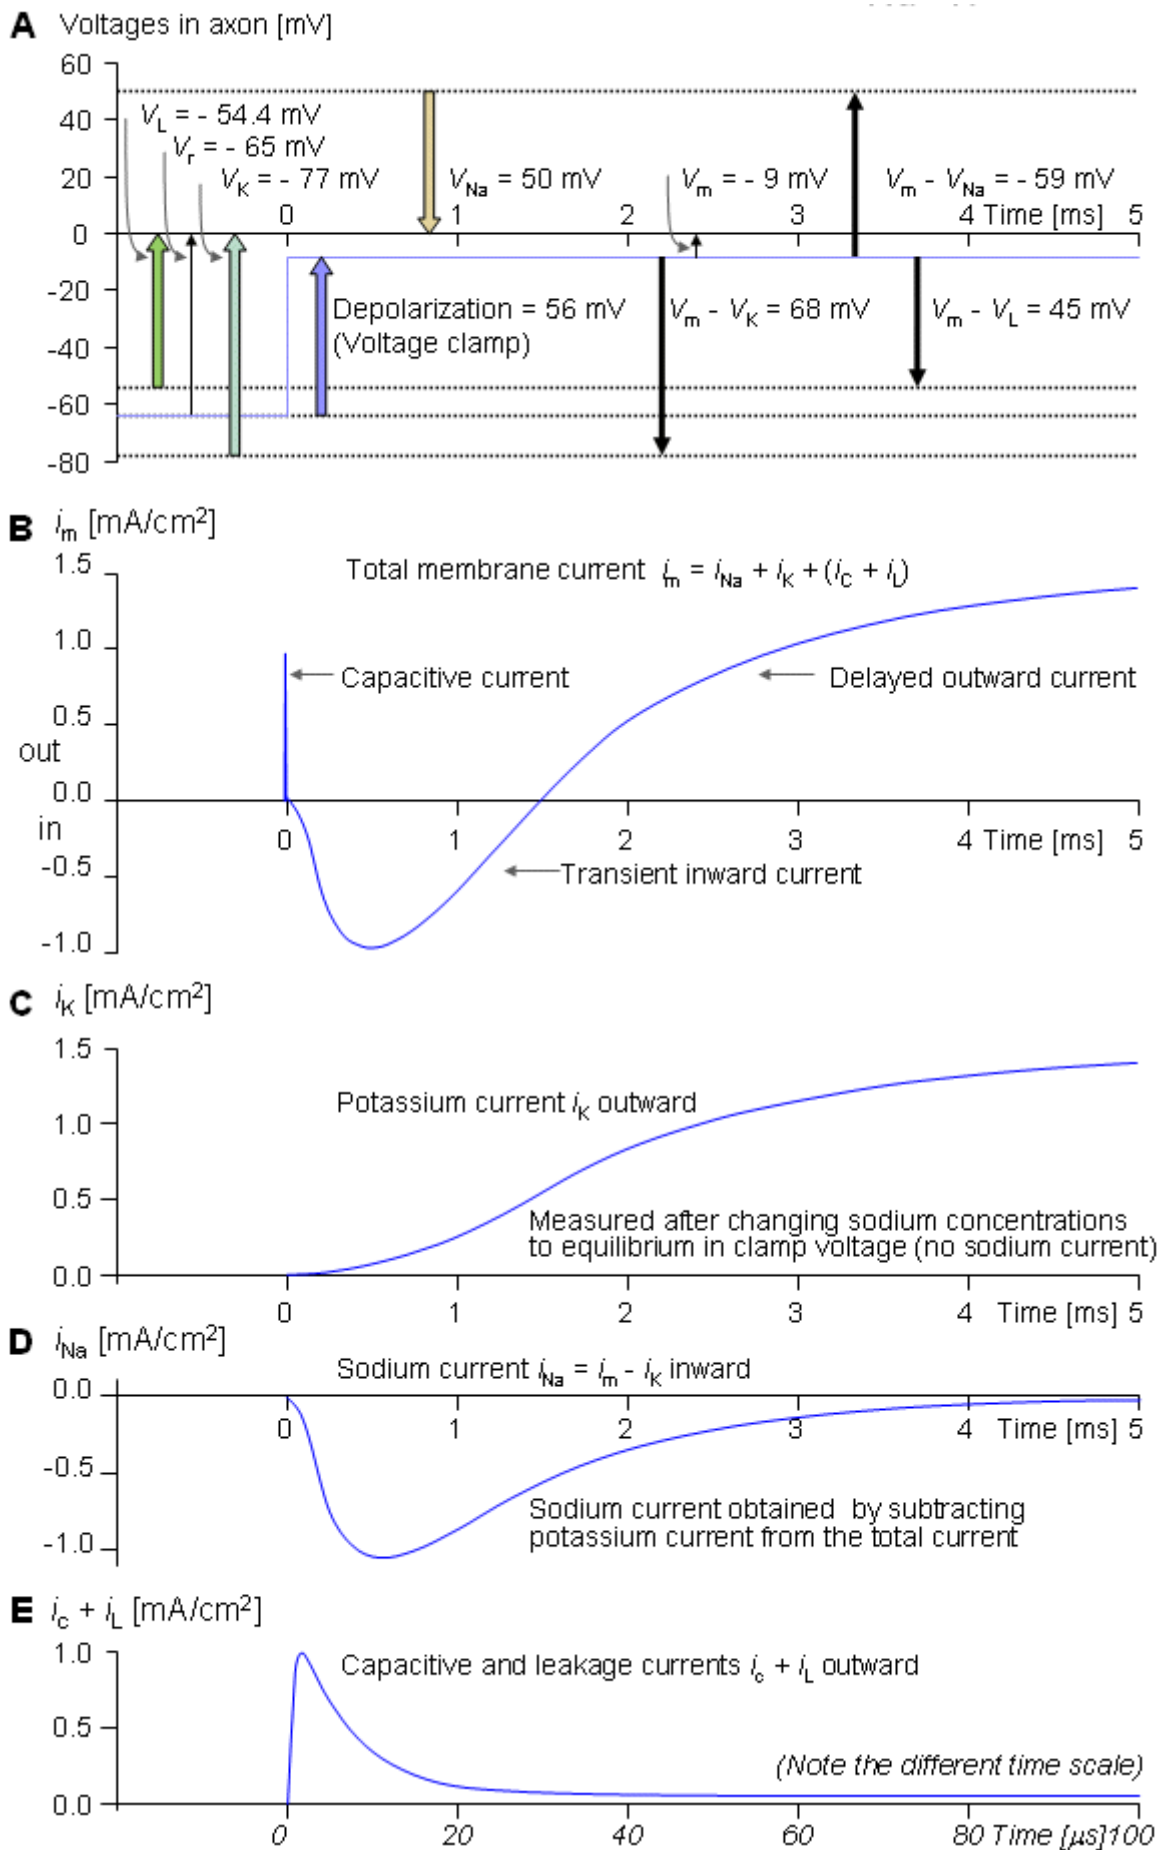 A Voltages in axon [mV]
60
40
20
0
-20
-40
-60
-80
V_L = - 54.4 mV
V_r = - 65 mV
V_K = - 77 mV
V_Na = 50 mV
V_m = - 9 mV
V_m - V_Na = - 59 mV
0 1 2 3 4 Time [ms] 5
Depolarization = 56 mV
(Voltage clamp)
V_m - V_K = 68 mV
V_m - V_L = 45 mV
B i_m [mA/cm²]
1.5
Total membrane current i_m = i_Na + i_K + (i_C + i_L)
1.0
Capacitive current
Delayed outward current
0.5
out
0.0
in
0 1 2 3 4 Time [ms] 5
-0.5
Transient inward current
-1.0
C i_K [mA/cm²]
1.5
Potassium current i_K outward
1.0
0.5
Measured after changing sodium concentrations
to equilibrium in clamp voltage (no sodium current)
0.0
0 1 2 3 4 Time [ms] 5
D i_Na [mA/cm²]
Sodium current i_Na = i_m - i_K inward
0.0
0 1 2 3 4 Time [ms] 5
-0.5
Sodium current obtained by subtracting
potassium current from the total current
-1.0
E i_c + i_L [mA/cm²]
1.0
Capacitive and leakage currents i_c + i_L outward
0.5
(Note the different time scale)
0.0
0 20 40 60 80 Time [μs] 100